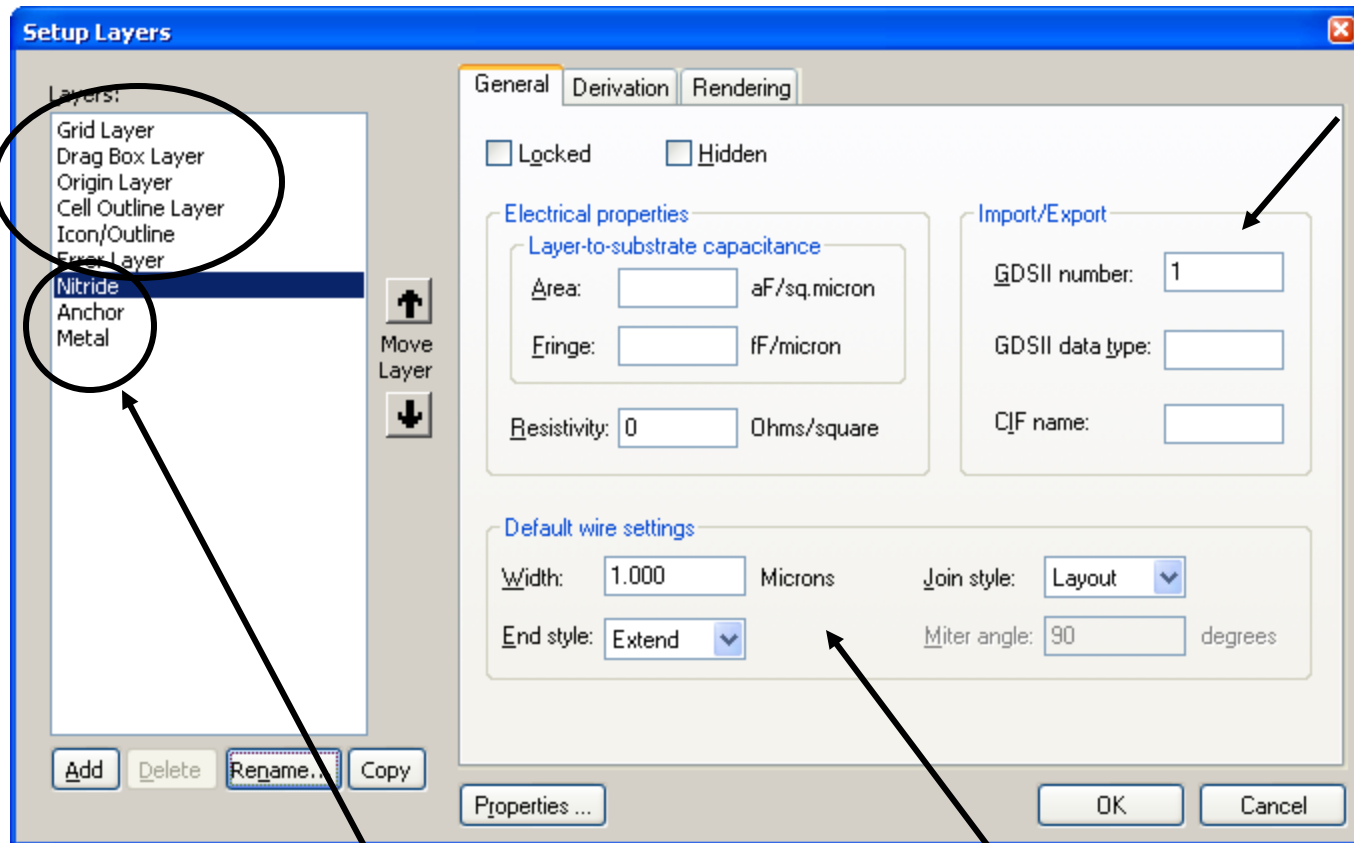 Setup Layers
Layers:
Grid Layer
Drag Box Layer
Origin Layer
Cell Outline Layer
Icon/Outline
Error Layer
Nitride
Anchor
Metal
Move
Layer
Add
Delete
Rename...
Copy
General
Derivation
Rendering
Locked
Hidden
Electrical properties
Layer-to-substrate capacitance
Area:
aF/sq.micron
Fringe:
fF/micron
Resistivity: 0 Ohms/square
Import/Export
GDSII number: 1
GDSII data type:
CIF name:
Default wire settings
Width: 1.000 Microns
Join style: Layout
End style: Extend
Miter angle: 90 degrees
Properties ...
OK
Cancel